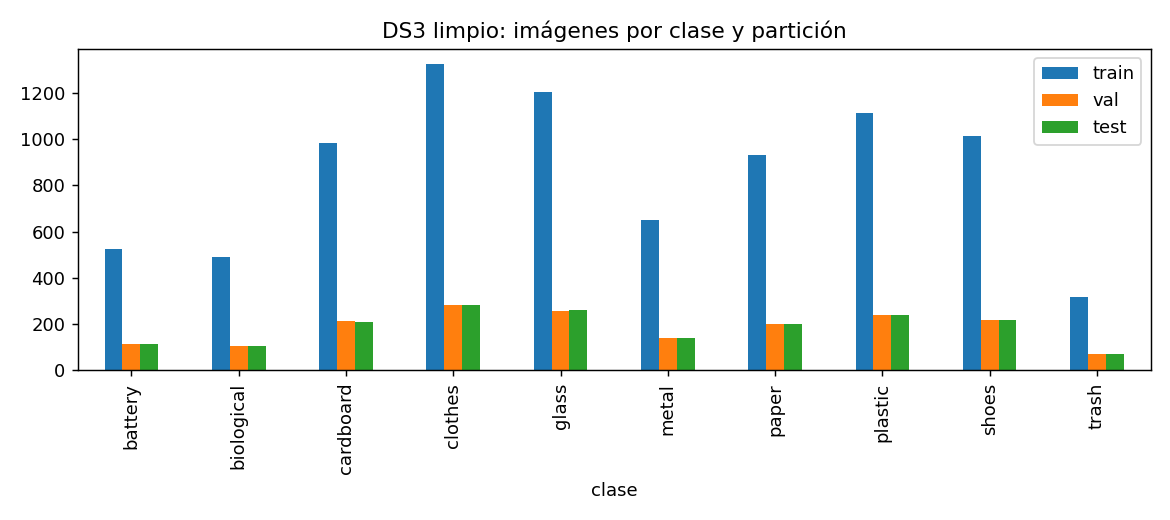 DS3 limpio: imágenes por clase y partición
train
val
test
1200
1000
800
600
400
200
0
battery
biological
cardboard
clothes
glass
metal
paper
plastic
shoes
trash
clase